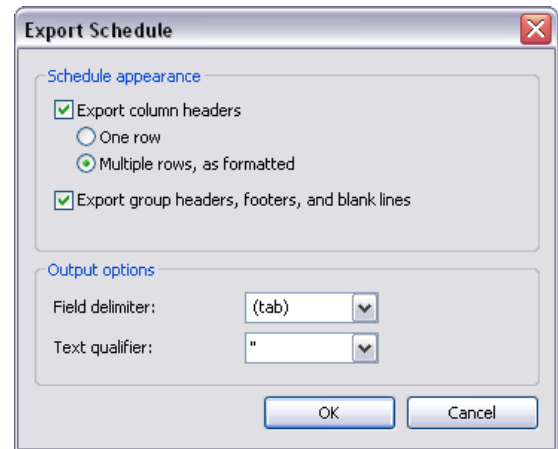 Export Schedule
Schedule appearance
Export column headers
One row
Multiple rows, as formatted
Export group headers, footers, and blank lines
Output options
Field delimiter: (tab)
Text qualifier: "
OK Cancel